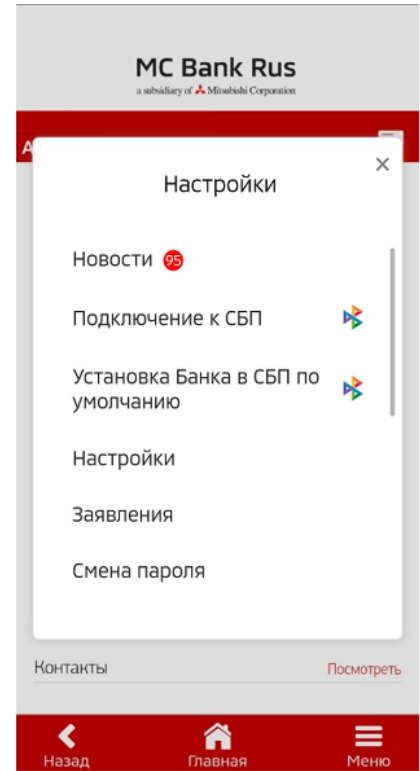 MC Bank Rus
a subsidiary of Mitsubishi Corporation
А
Настройки
Новости 95
Подключение к СБП
Установка Банка в СБП по
умолчанию
Настройки
Заявления
Смена пароля
Контакты Посмотреть
Назад Главная Меню